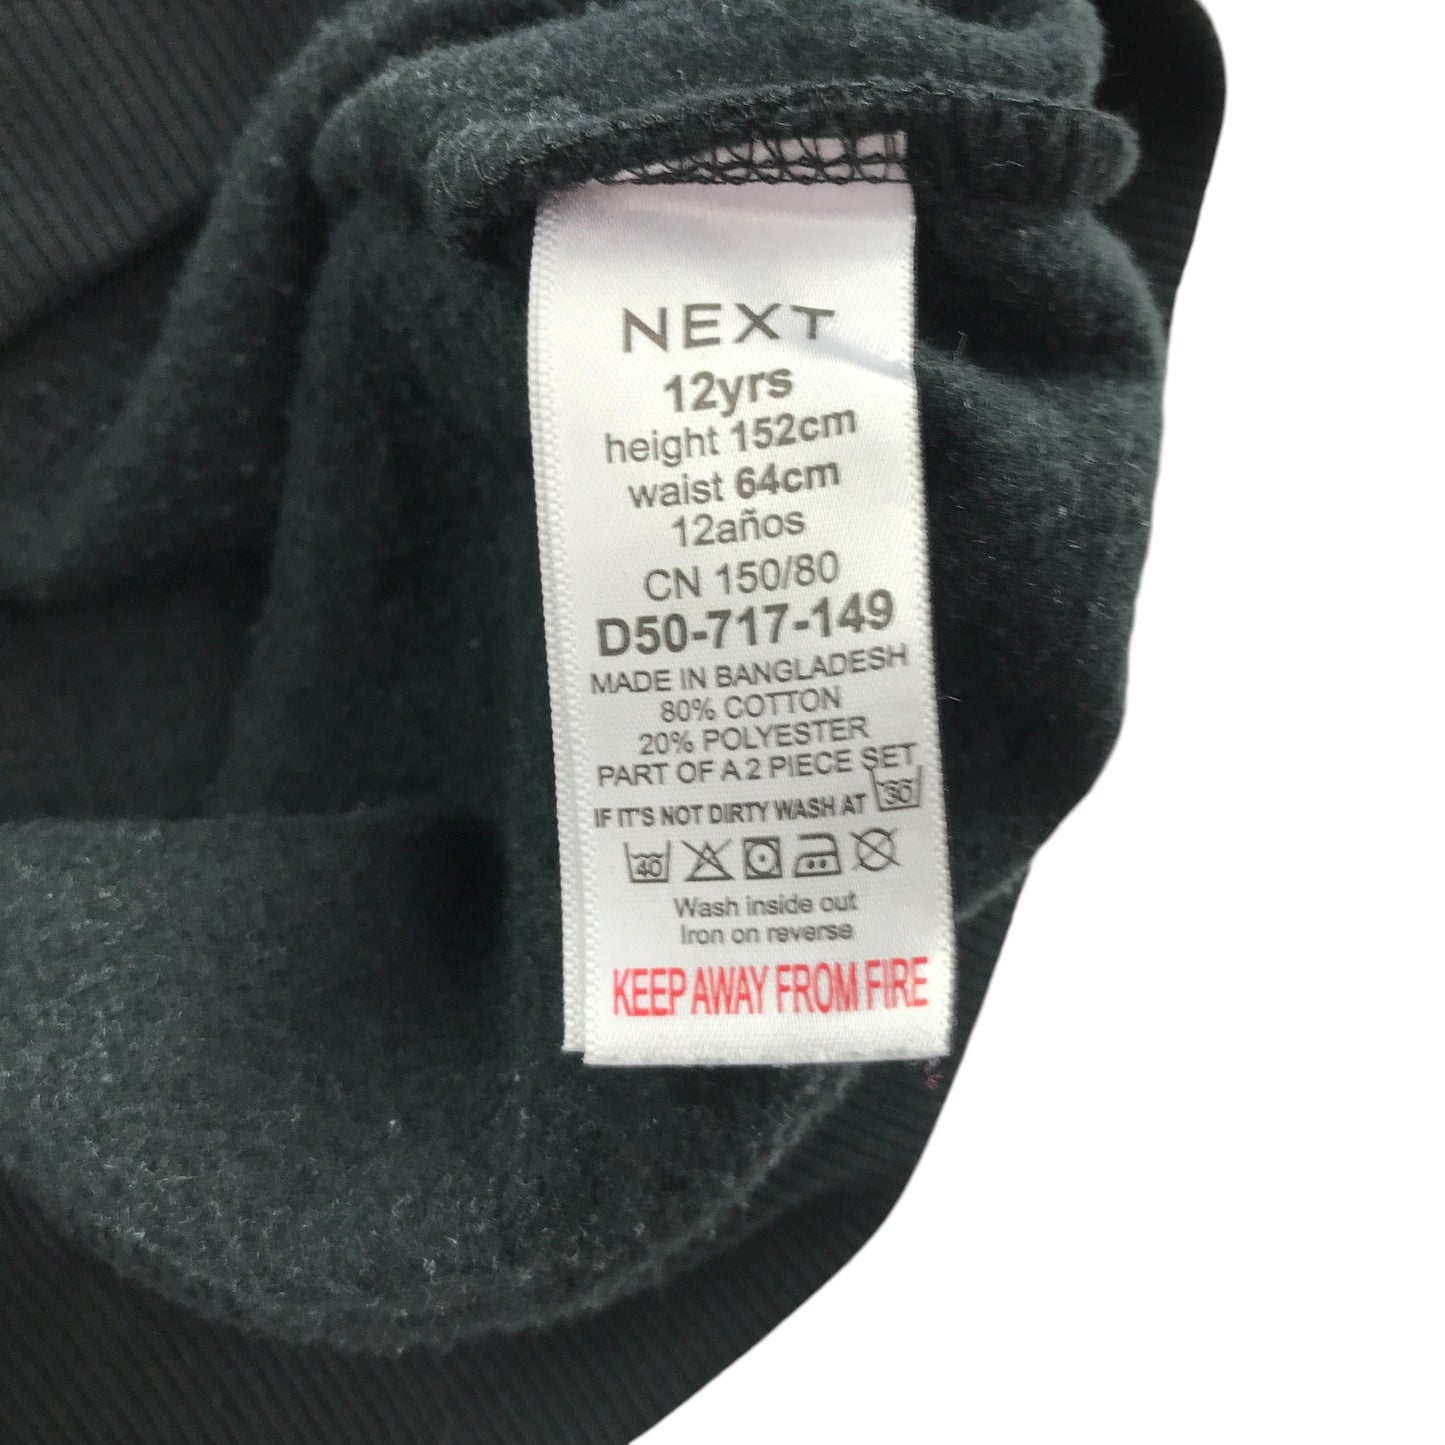 NEXT
12yrs
height 152cm
waist 64cm
12años
CN 150/80
D50-717-149
MADE IN BANGLADESH
80% COTTON
20% POLYESTER
PART OF A 2 PIECE SET
IF IT'S NOT DIRTY WASH AT 30
40
Wash inside out
Iron on reverse
KEEP AWAY FROM FIRE